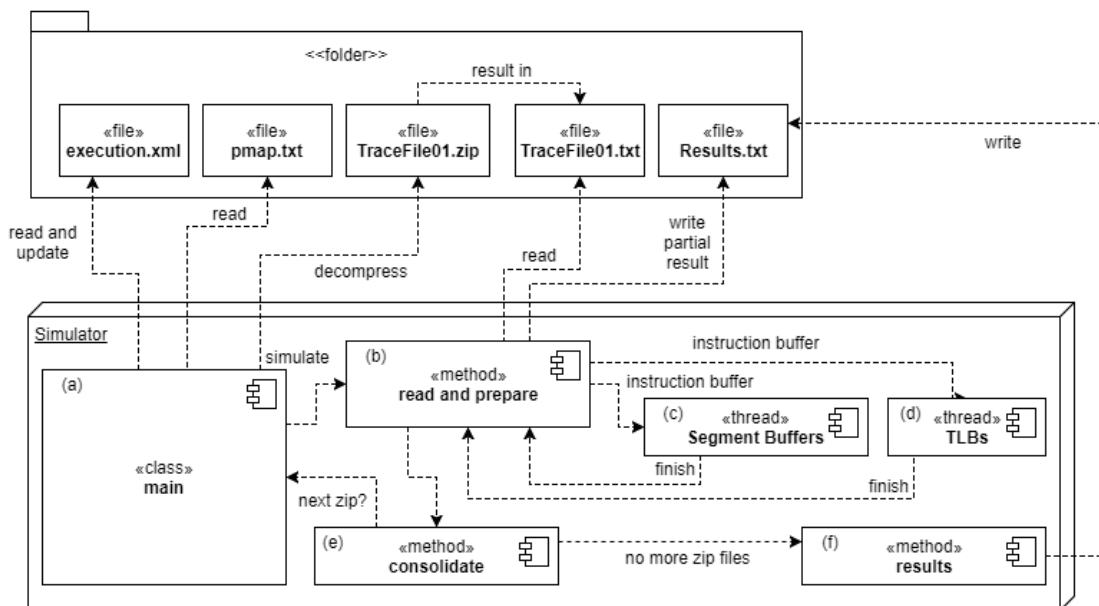 <<folder>>
result in
«file»
execution.xml
«file»
pmap.txt
«file»
TraceFile01.zip
«file»
TraceFile01.txt
«file»
Results.txt
write
read and
update
read
decompress
read
write
partial
result
Simulator
(a)
«class»
main
simulate
(b)
«method»
read and prepare
instruction buffer
instruction buffer
(c)
«thread»
Segment Buffers
(d)
«thread»
TLBs
finish
finish
next zip?
(e)
«method»
consolidate
no more zip files
(f)
«method»
results